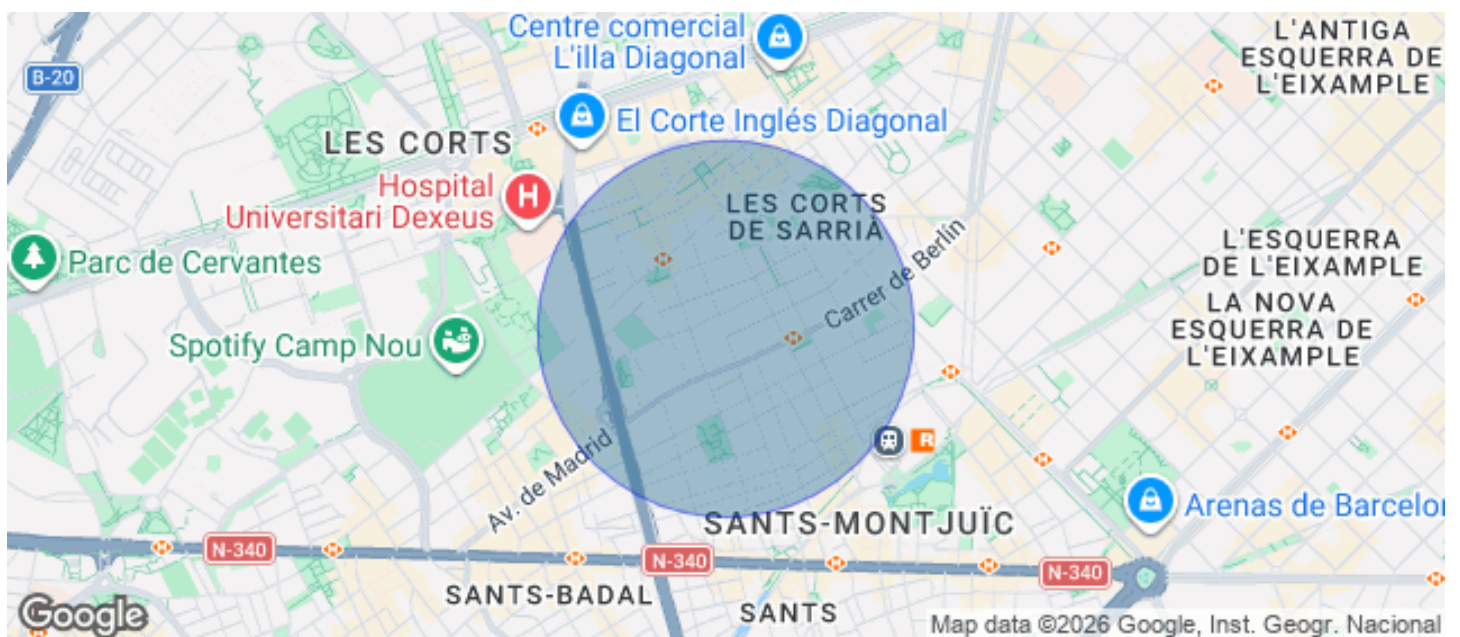 Centre comercial
L'illa Diagonal
L'ANTIGA
ESQUERRA DE
L'EIXAMPLE
B-20
El Corte Inglés Diagonal
LES CORTS
Hospital
Universitari Dexeus
H
LES CORTS
DE SARRIÀ
Parc de Cervantes
Carrer de Berlín
L'ESQUERRA
DE L'EIXAMPLE
LA NOVA
ESQUERRA DE
L'EIXAMPLE
Spotify Camp Nou
Av. de Madrid
R
Arenas de Barcelor
SANTS-MONTJUÏC
N-340
N-340
N-340
SANTS-BADAL
SANTS
Google
Map data ©2026 Google, Inst. Geogr. Nacional